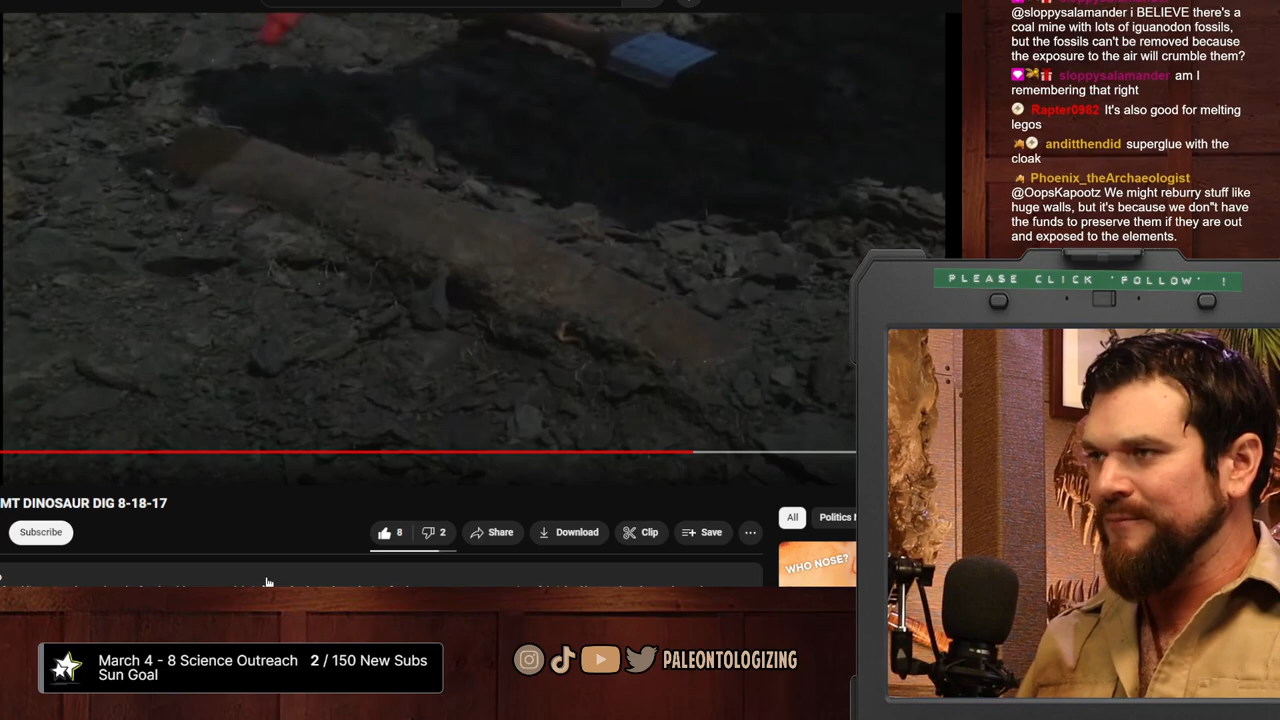 @sloppysalamander i BELIEVE there's a
coal mine with lots of iguanodon fossils,
but the fossils can't be removed because
the exposure to the air will crumble them?
sloppysalamander am I
remembering that right
Rapter0982 It's also good for melting
legos
anditthendid superglue with the
cloak
Phoenix_theArchaeologist
@OopsKapootz We might reburry stuff like
huge walls, but it's because we don"t have
the funds to preserve them if they are out
and exposed to the elements.
PLEASE CLICK 'FOLLOW' !
MT DINOSAUR DIG 8-18-17
Subscribe
8
2
Share
Download
Clip
Save
All
Politics
WHO NOSE?
March 4 - 8 Science Outreach 2 / 150 New Subs
Sun Goal
PALEONTOLOGIZING